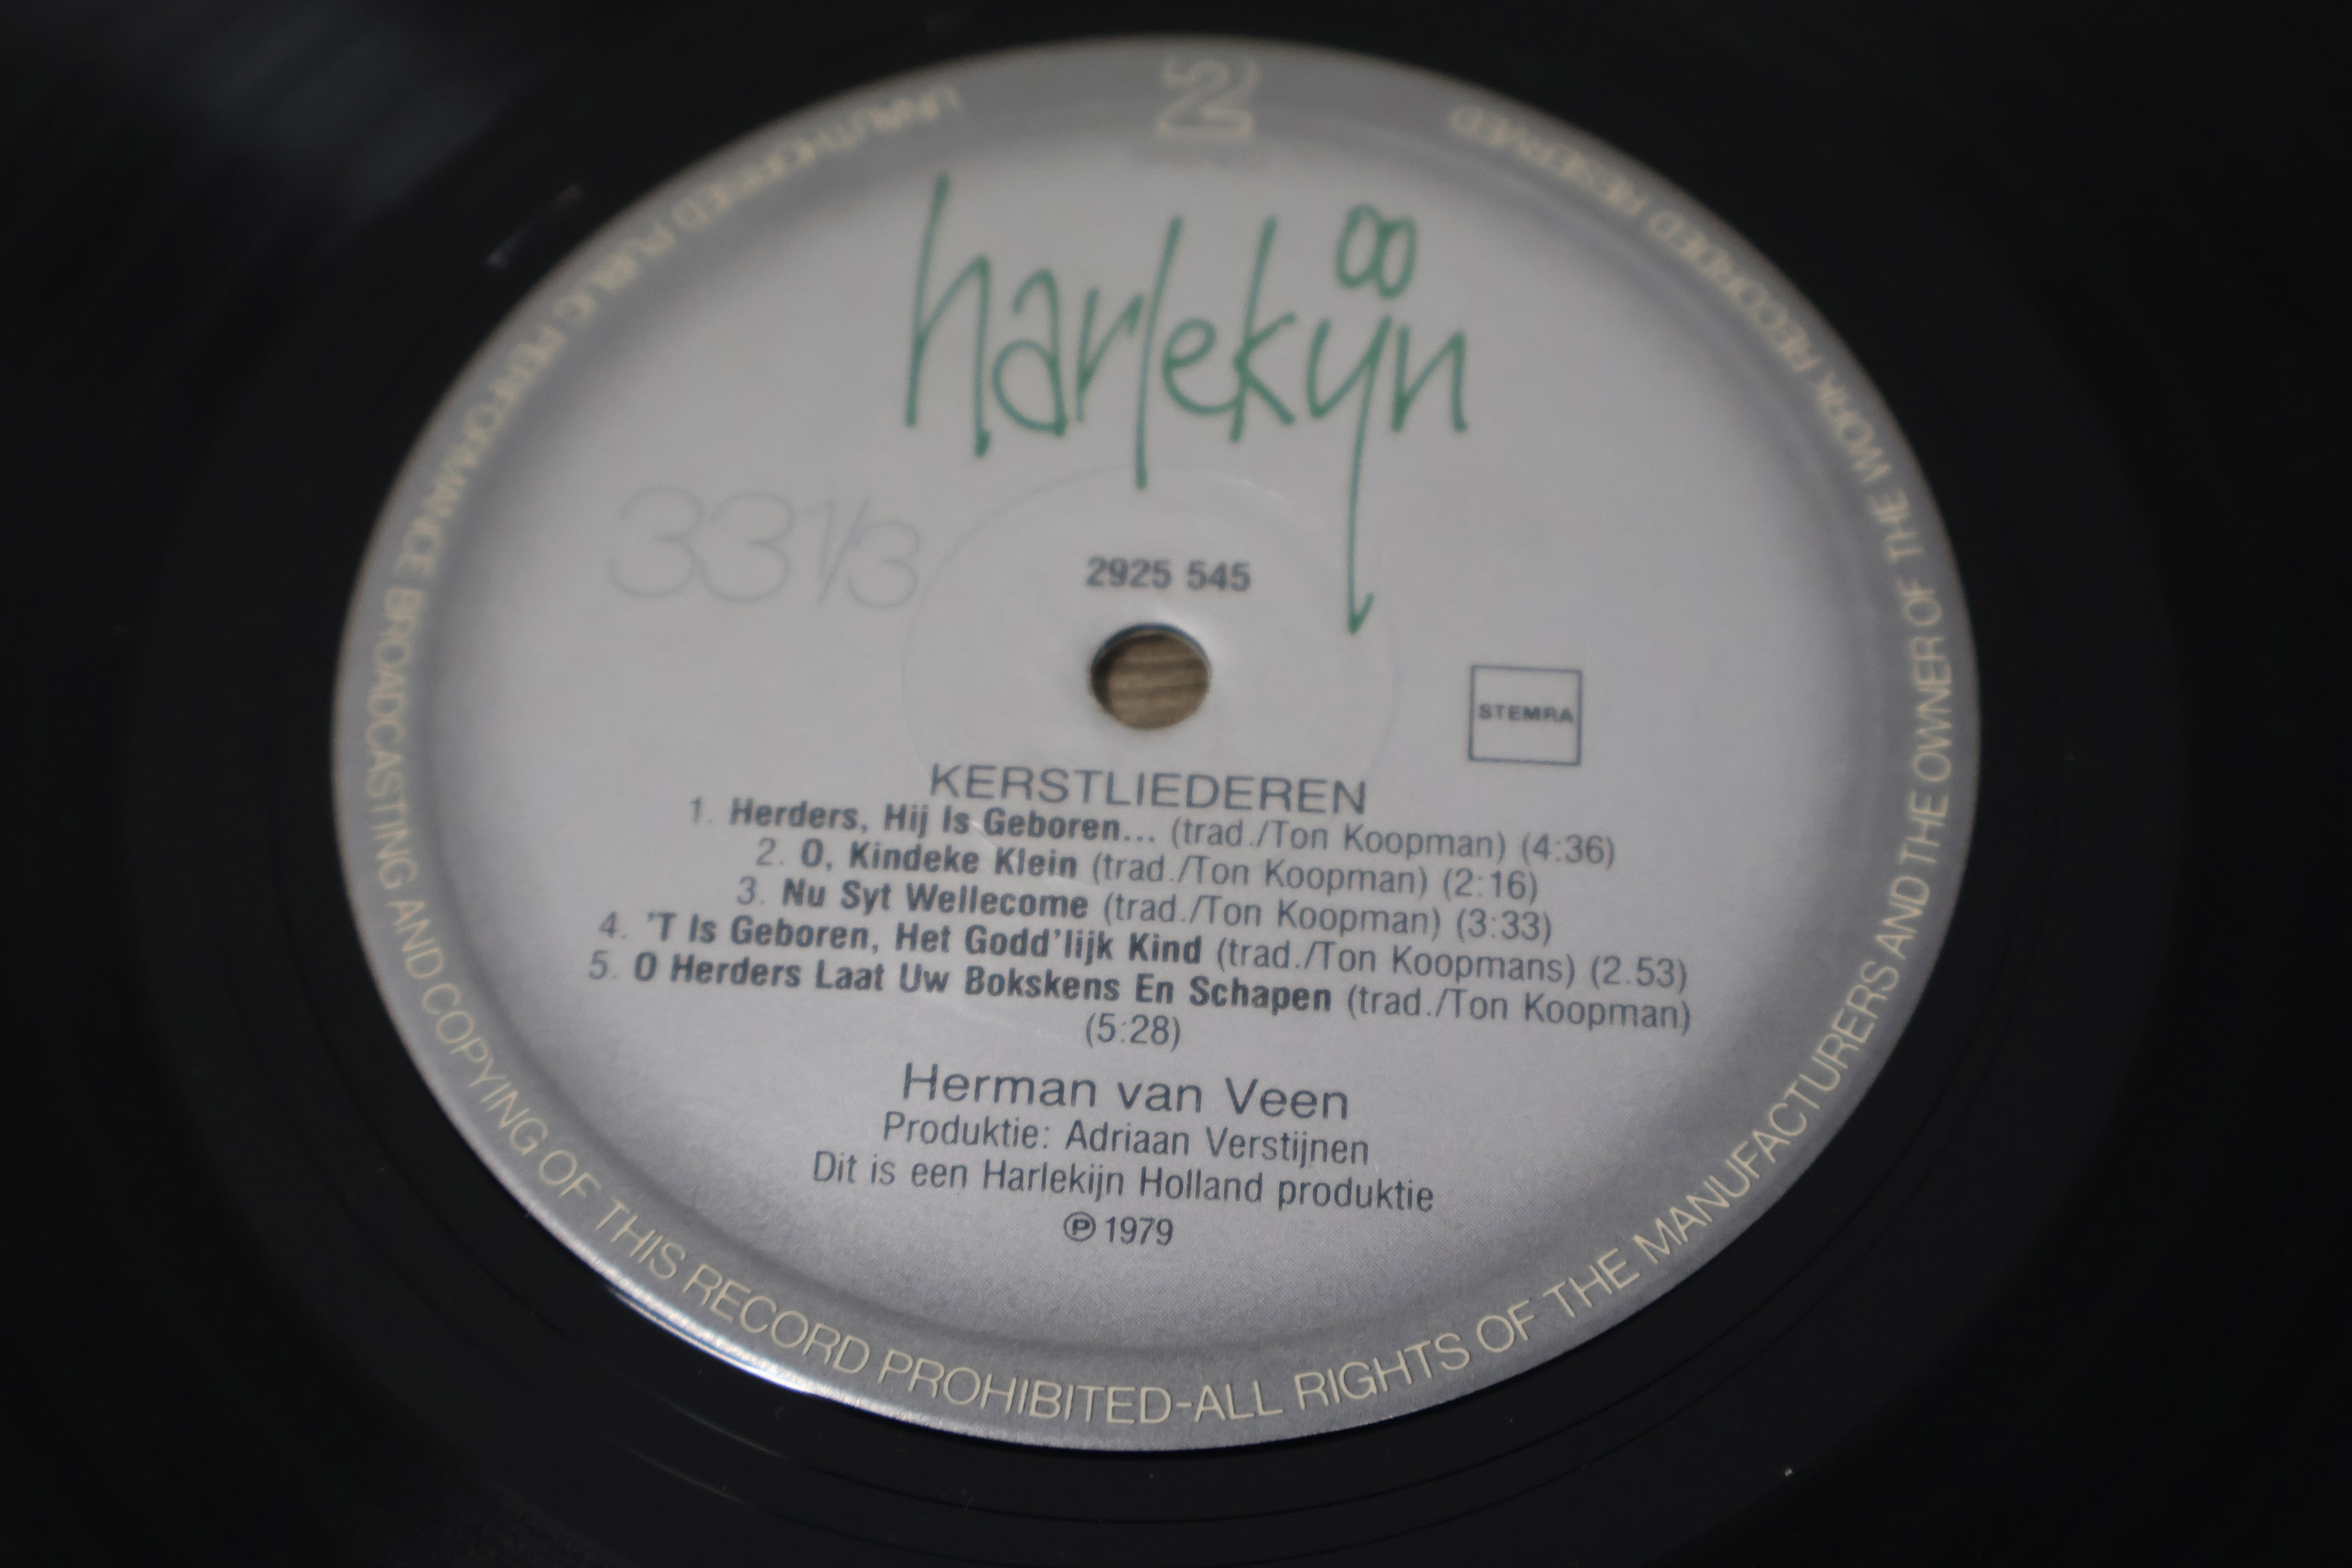 2
harlekijn
33 1/3
2925 545
STEMRA
KERSTLIEDEREN
1. Herders, Hij Is Geboren... (trad./Ton Koopman) (4:36)
2. O, Kindeke Klein (trad./Ton Koopman) (2:16)
3. Nu Syt Wellecome (trad./Ton Koopman) (3:33)
4. 'T Is Geboren, Het Godd'lijk Kind (trad./Ton Koopmans) (2.53)
5. O Herders Laat Uw Bokskens En Schapen (trad./Ton Koopman)
(5:28)
Herman van Veen
Produktie: Adriaan Verstijnen
Dit is een Harlekijn Holland produktie
℗ 1979
UNAUTHORISED PUBLIC PERFORMANCE BROADCASTING AND COPYING OF THIS RECORD PROHIBITED-ALL RIGHTS OF THE MANUFACTURERS AND THE OWNER OF THE WORK RECORDED RESERVED